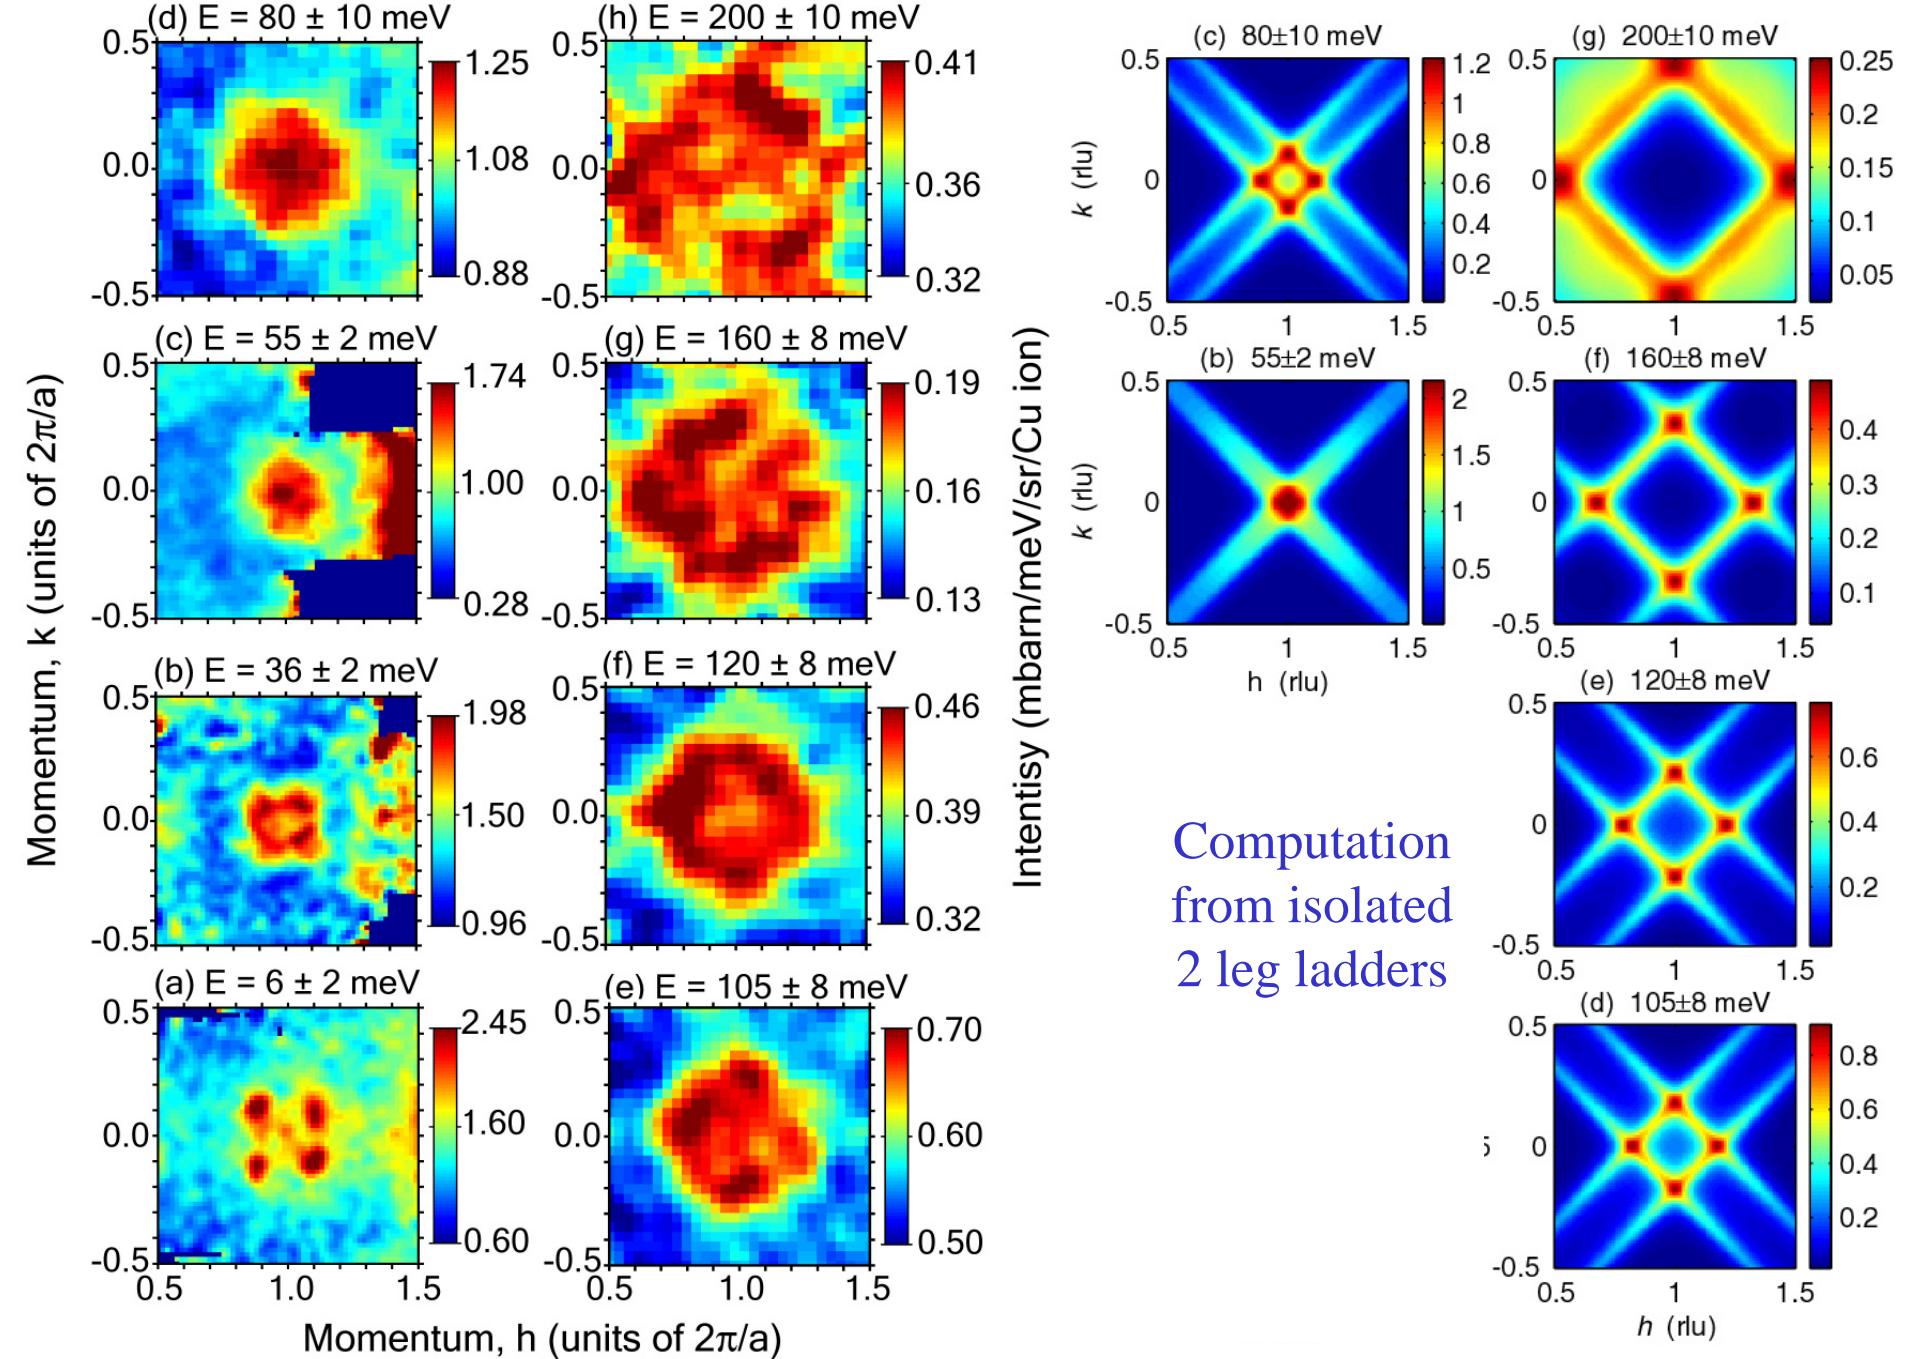 (d) E = 80 ± 10 meV
0.5
0.0
-0.5
1.25
1.08
0.88
(h) E = 200 ± 10 meV
0.5
0.0
-0.5
0.41
0.36
0.32
(c) E = 55 ± 2 meV
0.5
0.0
-0.5
1.74
1.00
0.28
(g) E = 160 ± 8 meV
0.5
0.0
-0.5
0.19
0.16
0.13
(b) E = 36 ± 2 meV
0.5
0.0
-0.5
1.98
1.50
0.96
(f) E = 120 ± 8 meV
0.5
0.0
-0.5
0.46
0.39
0.32
(a) E = 6 ± 2 meV
0.5
0.0
-0.5
2.45
1.60
0.60
0.5 1.0 1.5
(e) E = 105 ± 8 meV
0.5
0.0
-0.5
0.70
0.60
0.50
0.5 1.0 1.5
Momentum, k (units of 2π/a)
Momentum, h (units of 2π/a)
Intentisy (mbarn/meV/sr/Cu ion)
(c) 80±10 meV
0.5
0
-0.5
k (rlu)
0.5 1 1.5
1.2
1
0.8
0.6
0.4
0.2
(g) 200±10 meV
0.5
0
-0.5
0.5 1 1.5
0.25
0.2
0.15
0.1
0.05
(b) 55±2 meV
0.5
0
-0.5
k (rlu)
0.5 1 1.5
h (rlu)
2
1.5
1
0.5
(f) 160±8 meV
0.5
0
-0.5
0.5 1 1.5
0.4
0.3
0.2
0.1
(e) 120±8 meV
0.5
0
-0.5
0.5 1 1.5
0.6
0.4
0.2
Computation
from isolated
2 leg ladders
(d) 105±8 meV
0.5
0
-0.5
0.5 1 1.5
h (rlu)
0.8
0.6
0.4
0.2